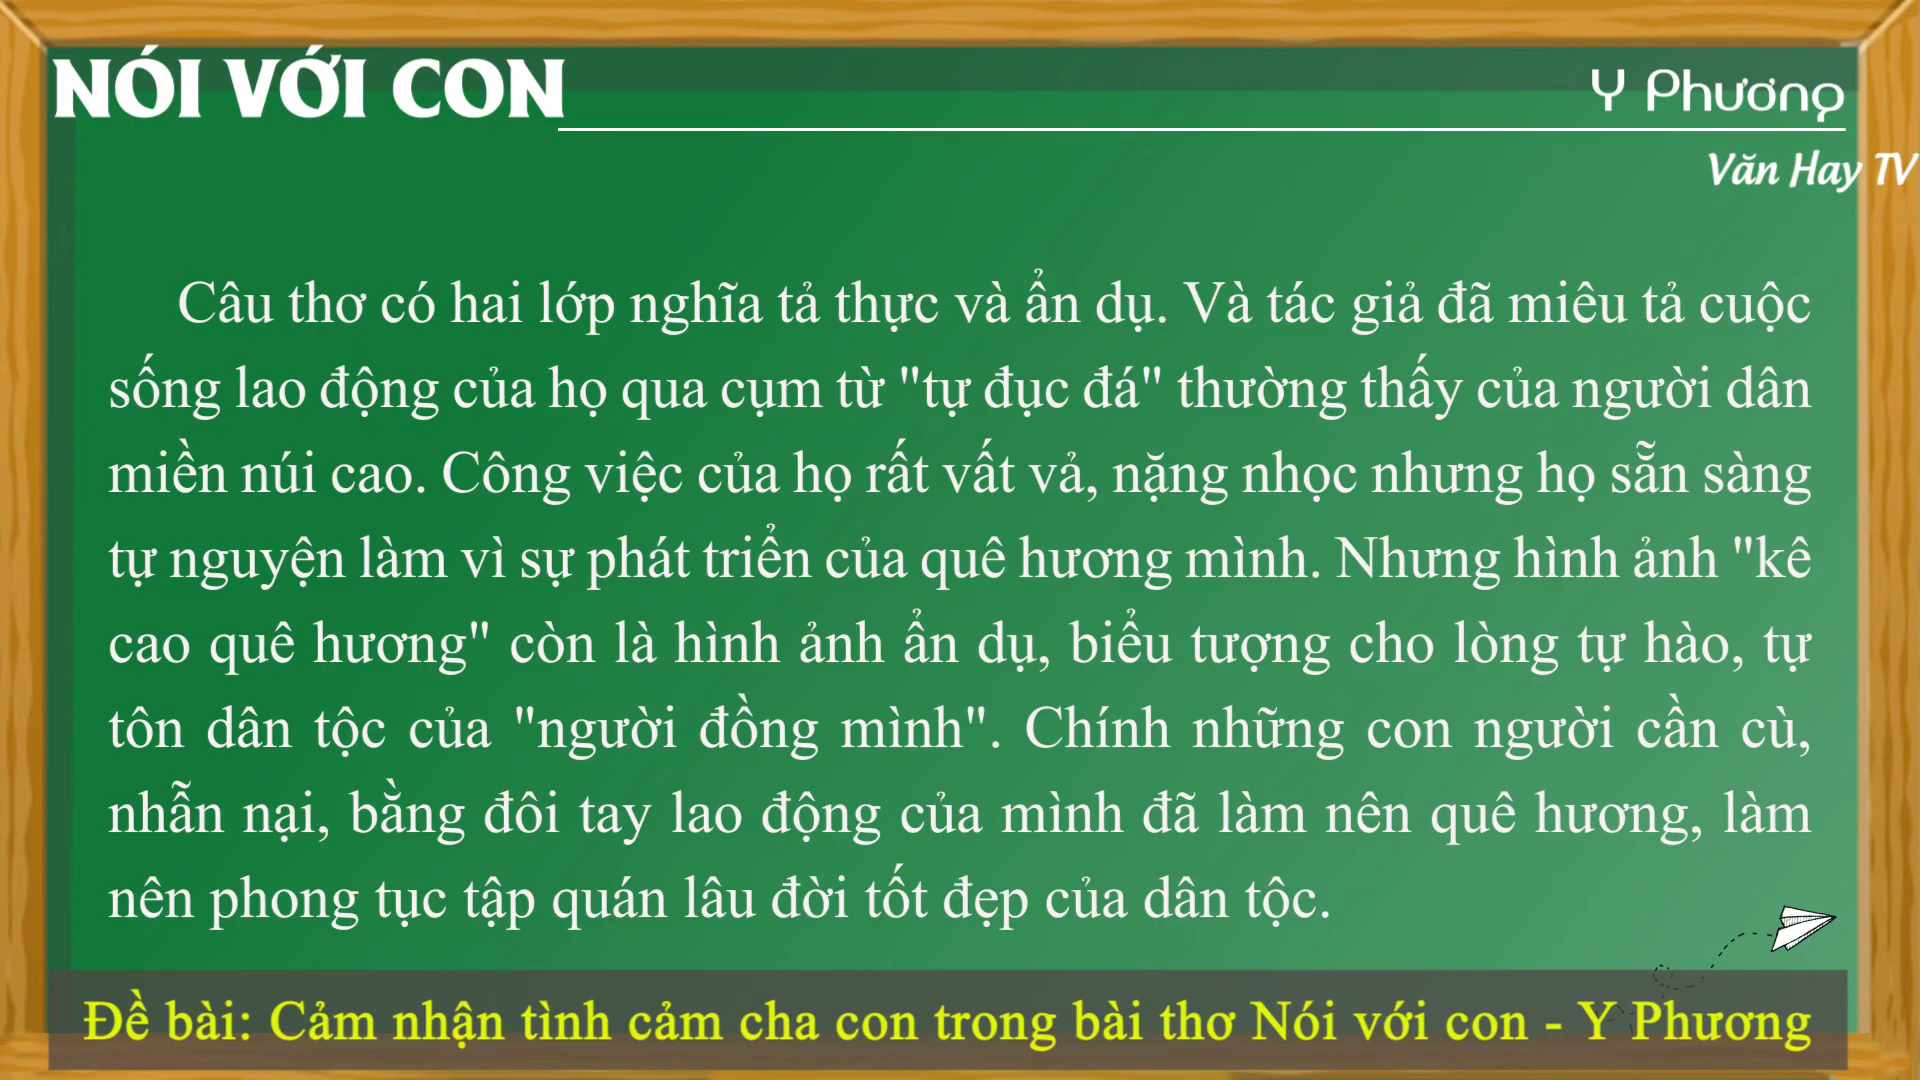 NÓI VỚI CON
Y Phương
Văn Hay TV
Câu thơ có hai lớp nghĩa tả thực và ẩn dụ. Và tác giả đã miêu tả cuộc
sống lao động của họ qua cụm từ "tự đục đá" thường thấy của người dân
miền núi cao. Công việc của họ rất vất vả, nặng nhọc nhưng họ sẵn sàng
tự nguyện làm vì sự phát triển của quê hương mình. Nhưng hình ảnh "kê
cao quê hương" còn là hình ảnh ẩn dụ, biểu tượng cho lòng tự hào, tự
tôn dân tộc của "người đồng mình". Chính những con người cần cù,
nhẫn nại, bằng đôi tay lao động của mình đã làm nên quê hương, làm
nên phong tục tập quán lâu đời tốt đẹp của dân tộc.
Đề bài: Cảm nhận tình cảm cha con trong bài thơ Nói với con - Y Phương